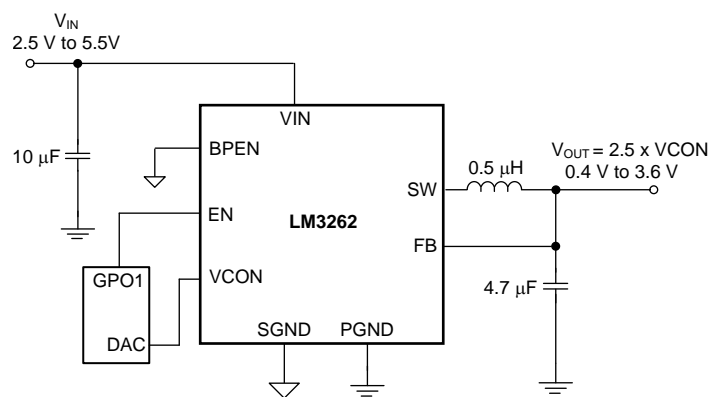 VIN
2.5 V to 5.5V
10 μF
VIN
BPEN
EN
VCON
SGND
PGND
SW
FB
LM3262
GPO1
DAC
0.5 μH
VOUT = 2.5 x VCON
0.4 V to 3.6 V
4.7 μF